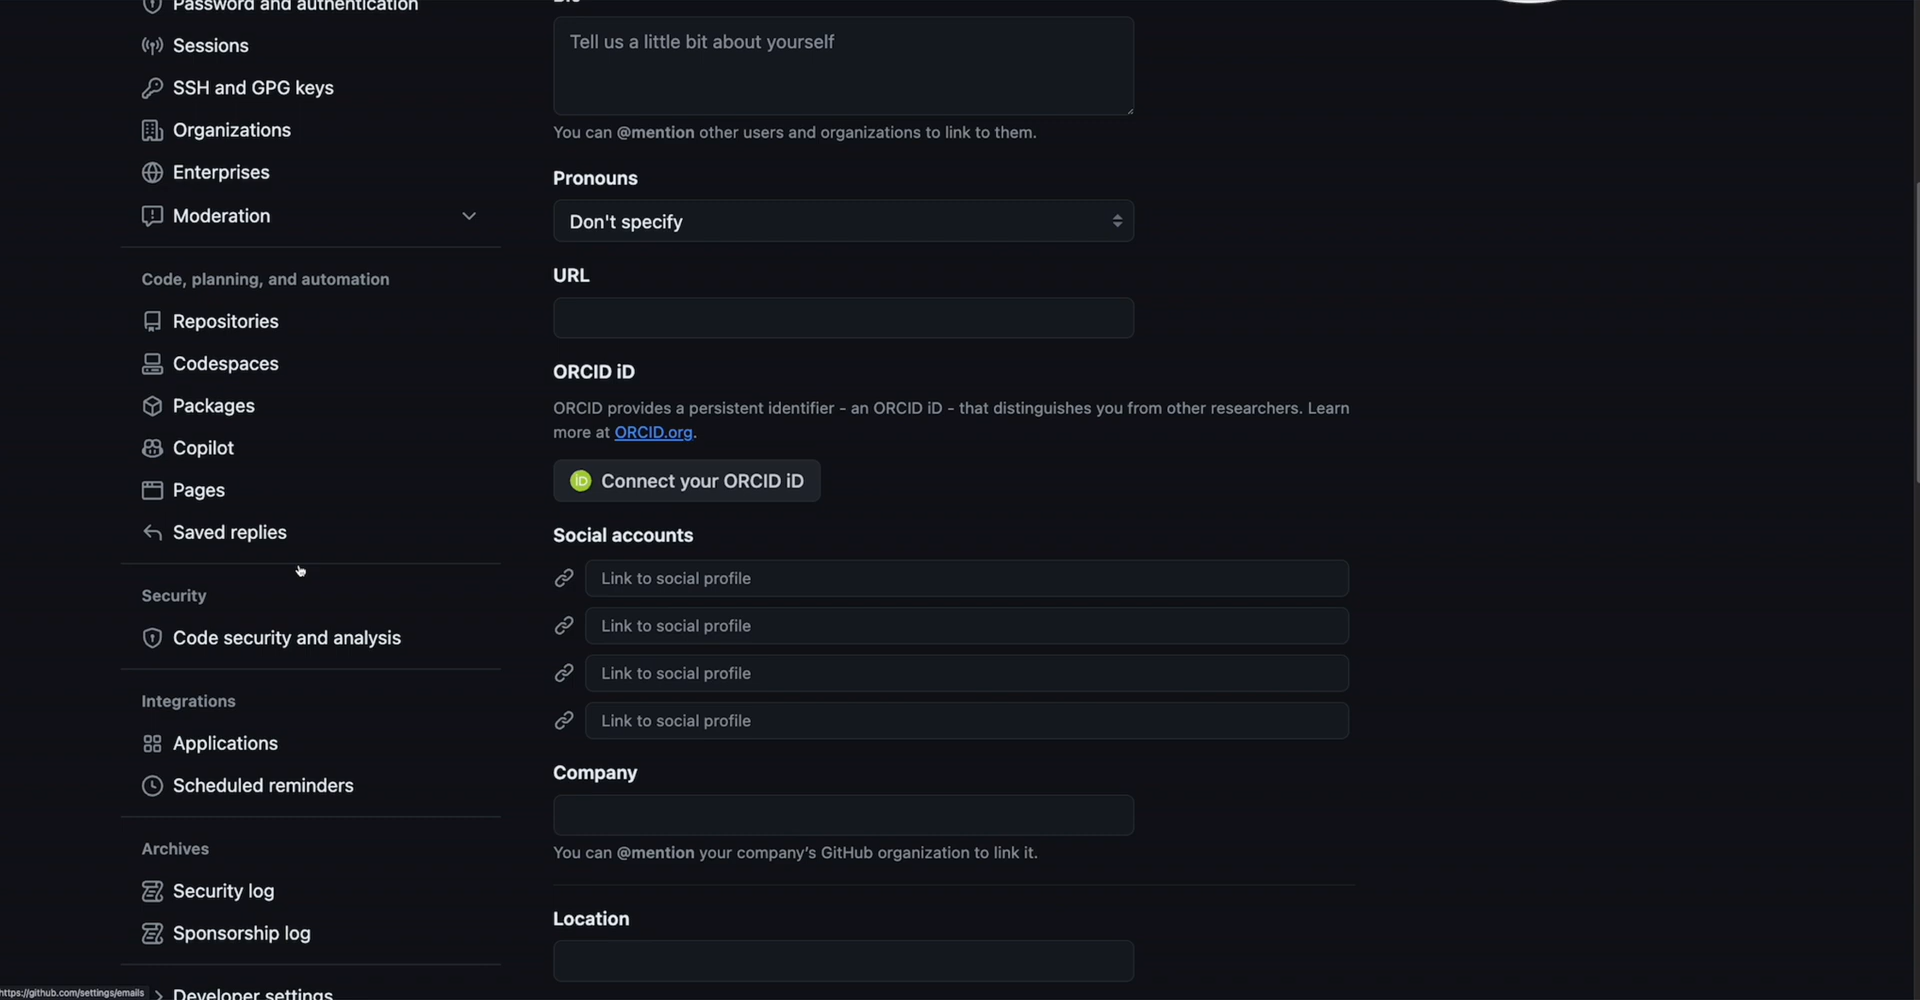 Password and authentication
Sessions
SSH and GPG keys
Organizations
Enterprises
Moderation
Code, planning, and automation
Repositories
Codespaces
Packages
Copilot
Pages
Saved replies
Security
Code security and analysis
Integrations
Applications
Scheduled reminders
Archives
Security log
Sponsorship log
Developer settings
https://github.com/settings/emails
Tell us a little bit about yourself
You can @mention other users and organizations to link to them.
Pronouns
Don't specify
URL
ORCID iD
ORCID provides a persistent identifier - an ORCID iD - that distinguishes you from other researchers. Learn
more at ORCID.org.
iD Connect your ORCID iD
Social accounts
Link to social profile
Link to social profile
Link to social profile
Link to social profile
Company
You can @mention your company’s GitHub organization to link it.
Location